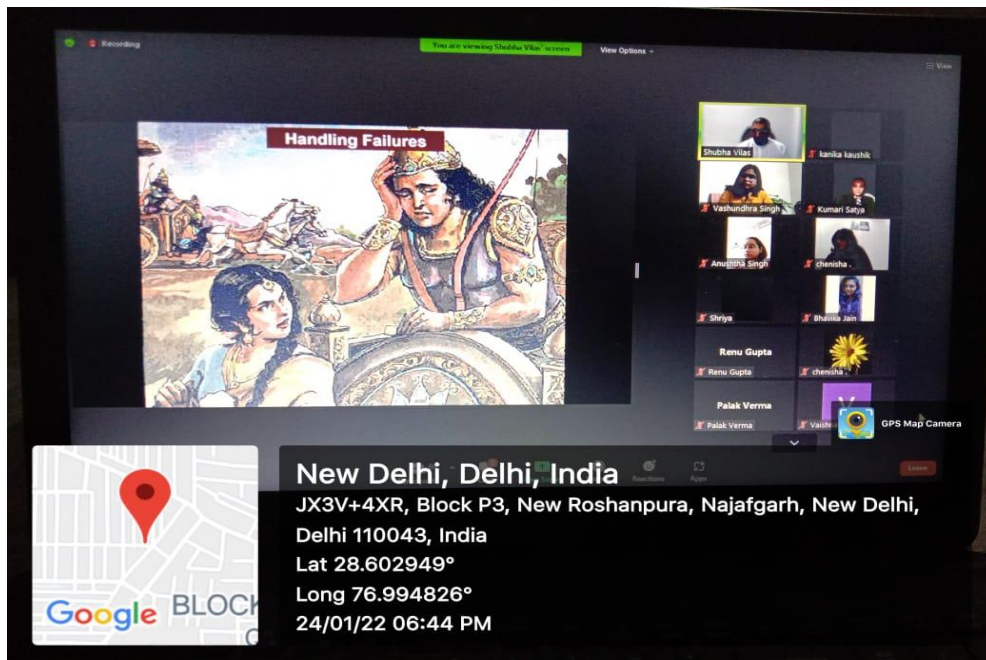 Recording
You are viewing Shubha Vilas' screen
View Options
View
Handling Failures
Shubha Vilas
kanika kaushik
Vashundhra Singh
Kumari Satya
Anushtha Singh
chenisha .
Shriya
Bhavika Jain
Renu Gupta
Renu Gupta
chenisha .
Palak Verma
V
Palak Verma
GPS Map Camera
Reactions
Apps
Leave
New Delhi, Delhi, India
JX3V+4XR, Block P3, New Roshanpura, Najafgarh, New Delhi,
Delhi 110043, India
Lat 28.602949°
Long 76.994826°
24/01/22 06:44 PM
Google
BLOCK